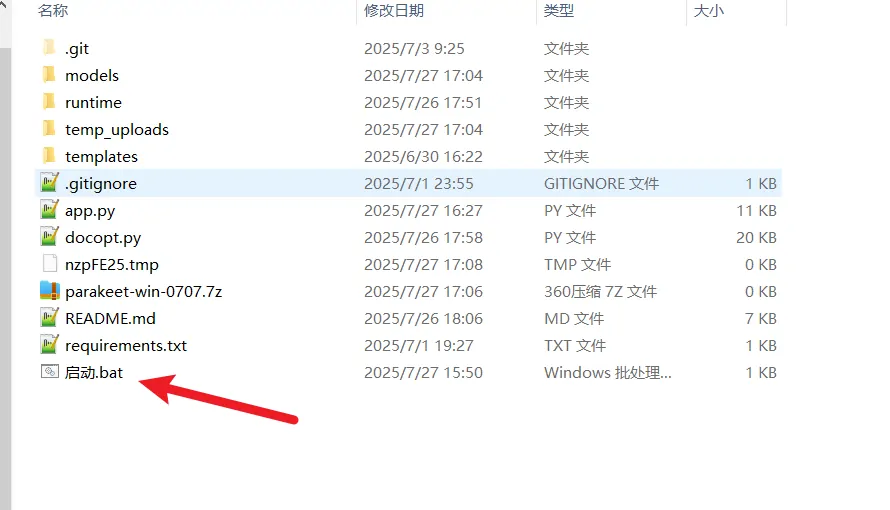 名称 修改日期 类型 大小
.git 2025/7/3 9:25 文件夹
models 2025/7/27 17:04 文件夹
runtime 2025/7/26 17:51 文件夹
temp_uploads 2025/7/27 17:04 文件夹
templates 2025/6/30 16:22 文件夹
.gitignore 2025/7/1 23:55 GITIGNORE 文件 1 KB
app.py 2025/7/27 16:27 PY 文件 11 KB
docopt.py 2025/7/26 17:58 PY 文件 20 KB
nzpFE25.tmp 2025/7/27 17:08 TMP 文件 0 KB
parakeet-win-0707.7z 2025/7/27 17:06 360压缩 7Z 文件 0 KB
README.md 2025/7/26 18:06 MD 文件 7 KB
requirements.txt 2025/7/1 19:27 TXT 文件 1 KB
启动.bat 2025/7/27 15:50 Windows 批处理... 1 KB